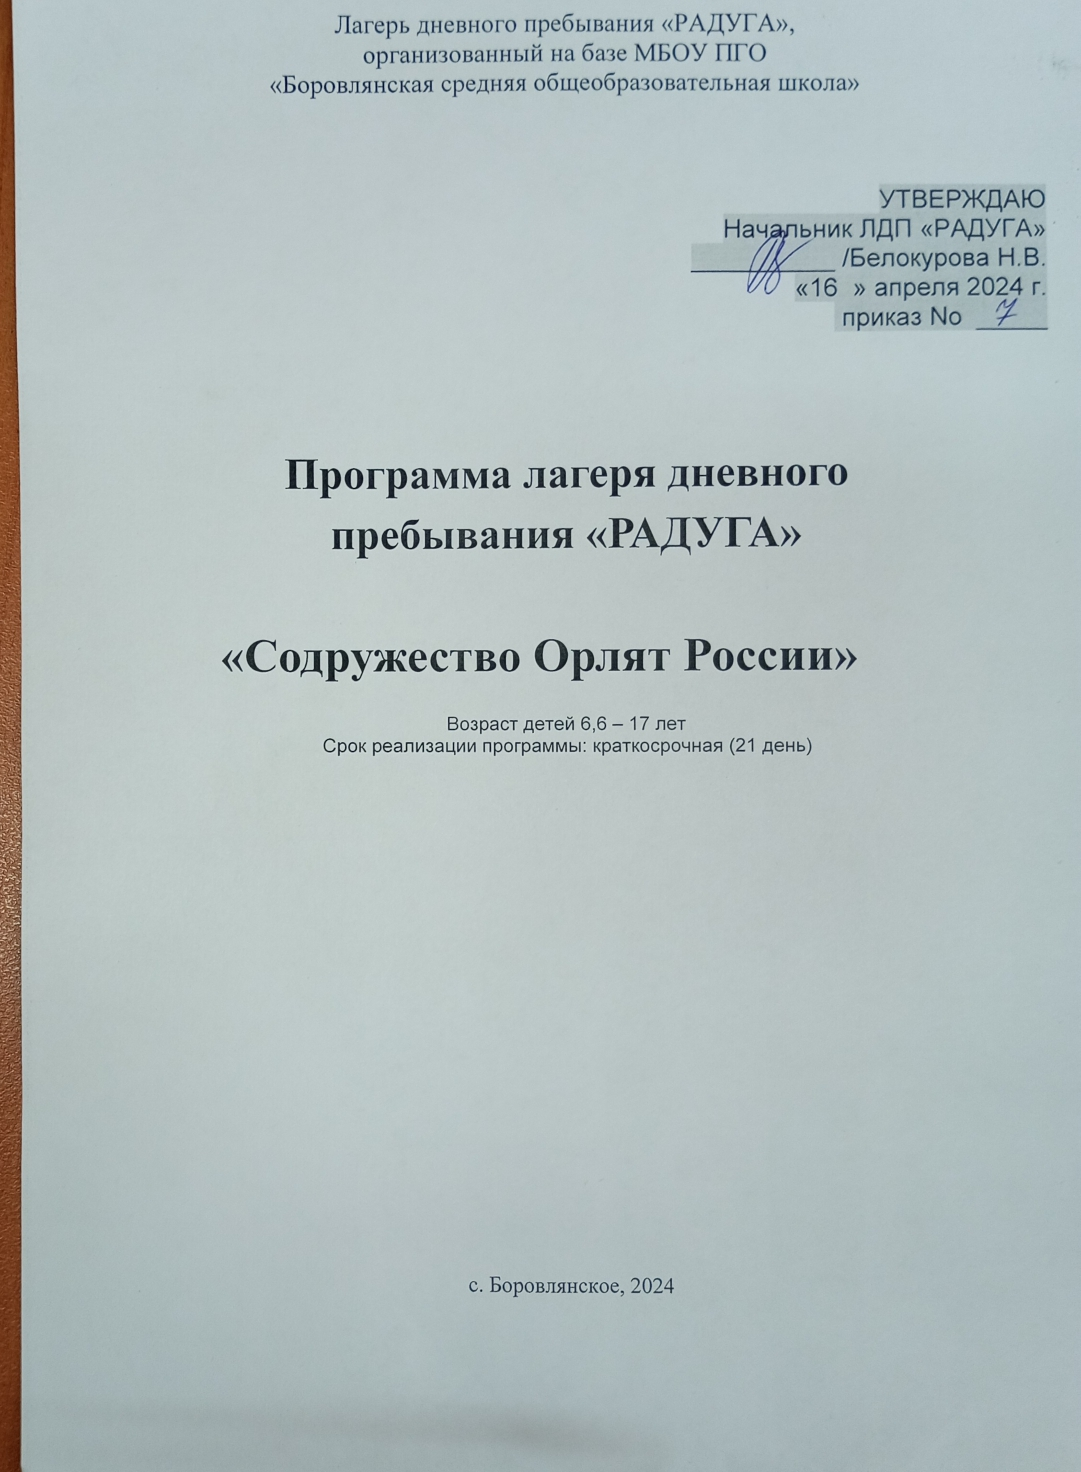 Лагерь дневного пребывания «РАДУГА»,
организованный на базе МБОУ ПГО
«Боровлянская средняя общеобразовательная школа»
УТВЕРЖДАЮ
Начальник ЛДП «РАДУГА»
/Белокурова Н.В.
«16 » апреля 2024 г.
приказ No 7
Программа лагеря дневного
пребывания «РАДУГА»
«Содружество Орлят России»
Возраст детей 6,6 – 17 лет
Срок реализации программы: краткосрочная (21 день)
с. Боровлянское, 2024